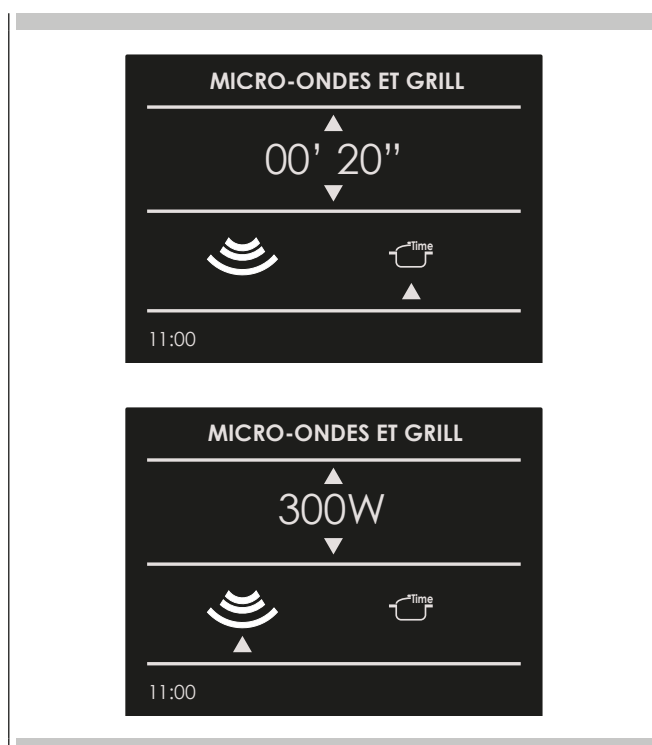 MICRO-ONDES ET GRILL
00’ 20”
Time
11:00
MICRO-ONDES ET GRILL
300W
Time
11:00